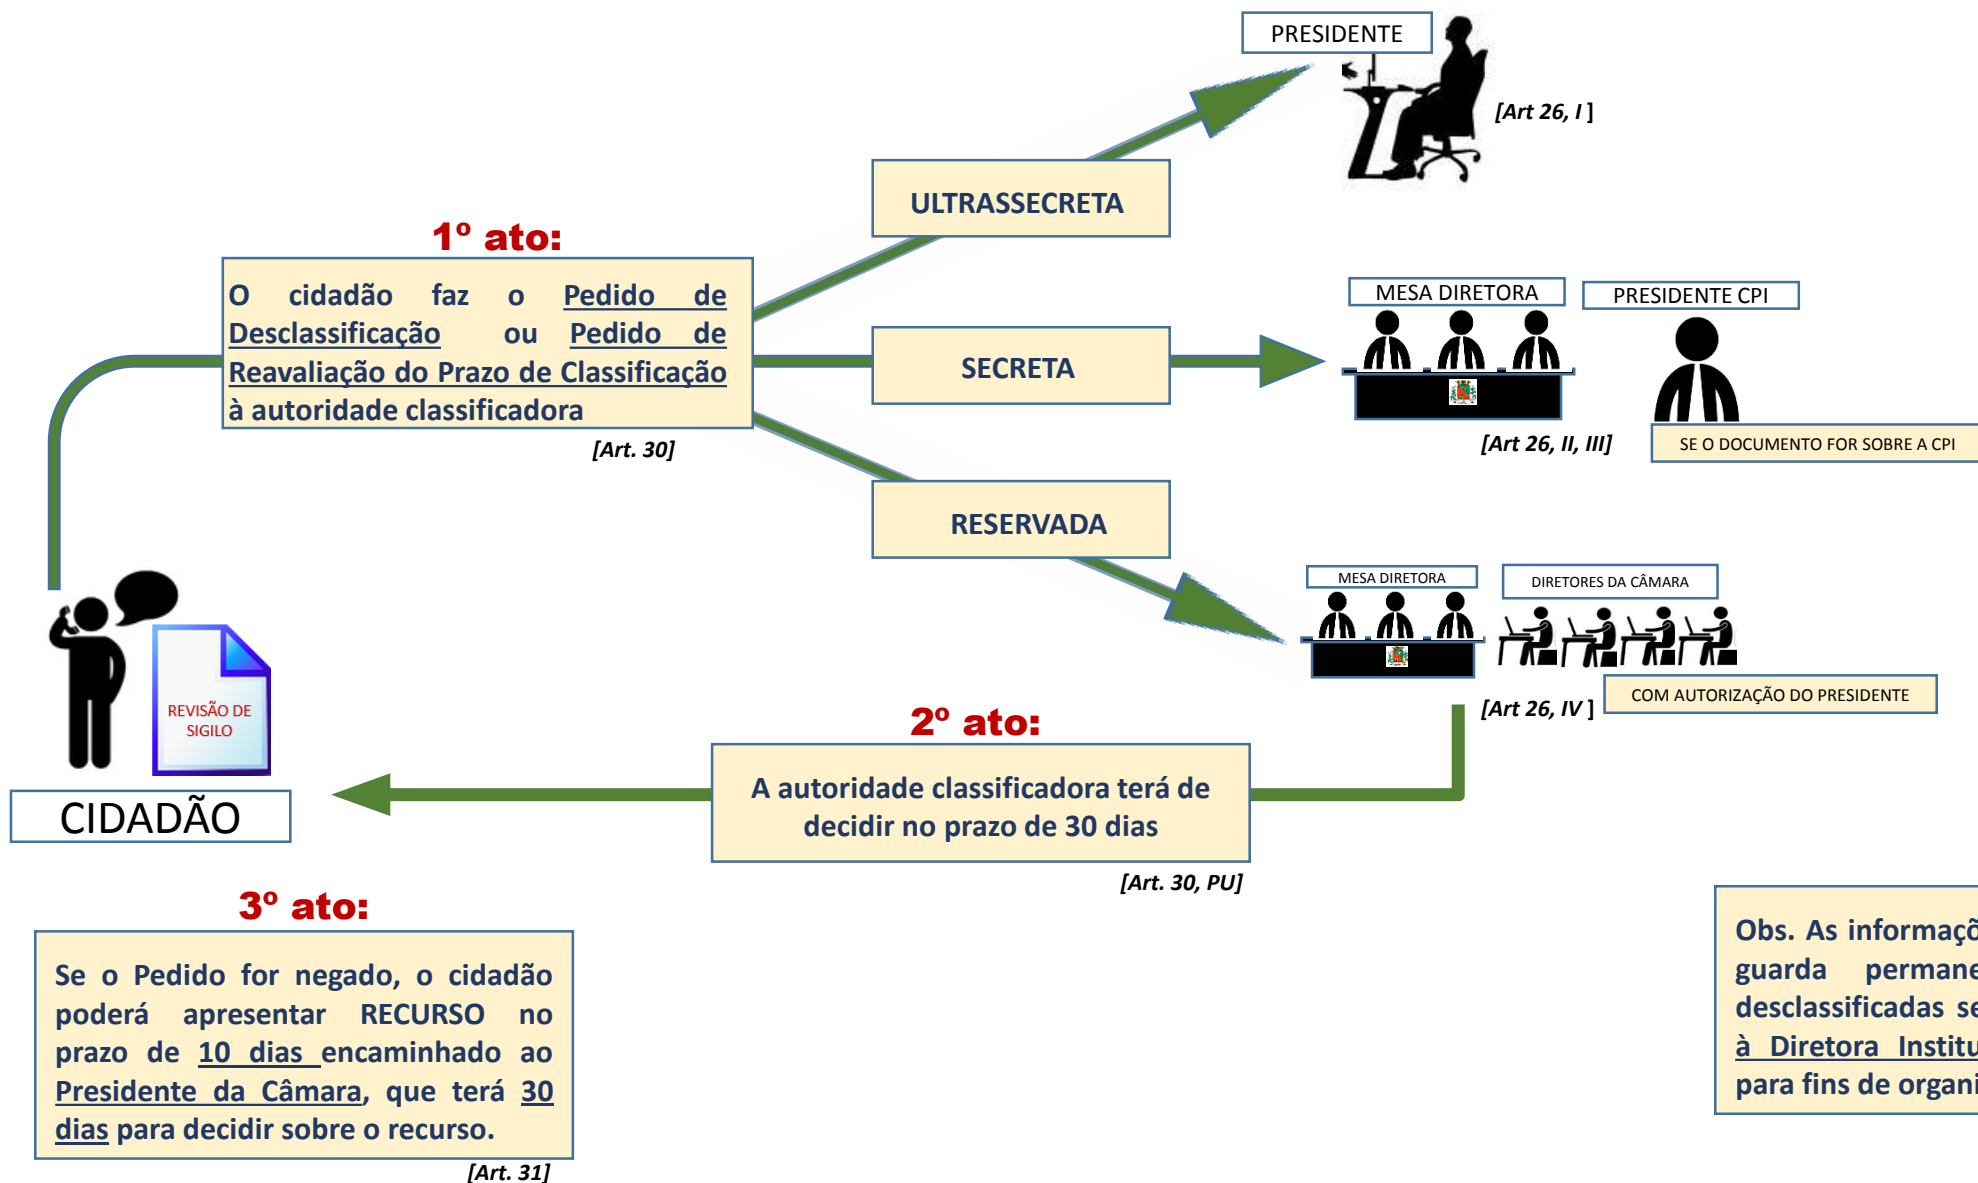 PRESIDENTE
[Art 26, I ]
ULTRASSECRETA
1º ato:
O cidadão faz o Pedido de
Desclassificação ou Pedido de
Reavaliação do Prazo de Classificação
à autoridade classificadora
[Art. 30]
MESA DIRETORA
PRESIDENTE CPI
SECRETA
[Art 26, II, III]
SE O DOCUMENTO FOR SOBRE A CPI
RESERVADA
MESA DIRETORA
DIRETORES DA CÂMARA
[Art 26, IV ]
COM AUTORIZAÇÃO DO PRESIDENTE
REVISÃO DE
SIGILO
CIDADÃO
2º ato:
A autoridade classificadora terá de
decidir no prazo de 30 dias
[Art. 30, PU]
3º ato:
Se o Pedido for negado, o cidadão
poderá apresentar RECURSO no
prazo de 10 dias encaminhado ao
Presidente da Câmara, que terá 30
dias para decidir sobre o recurso.
[Art. 31]
Obs. As
guarda
desclassificadas
à Diretora
para fins de